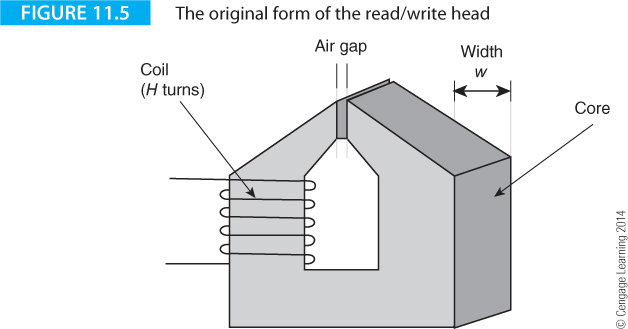 FIGURE 11.5 The original form of the read/write head
Air gap
Width
w
Coil
(H turns)
Core
© Cengage Learning 2014